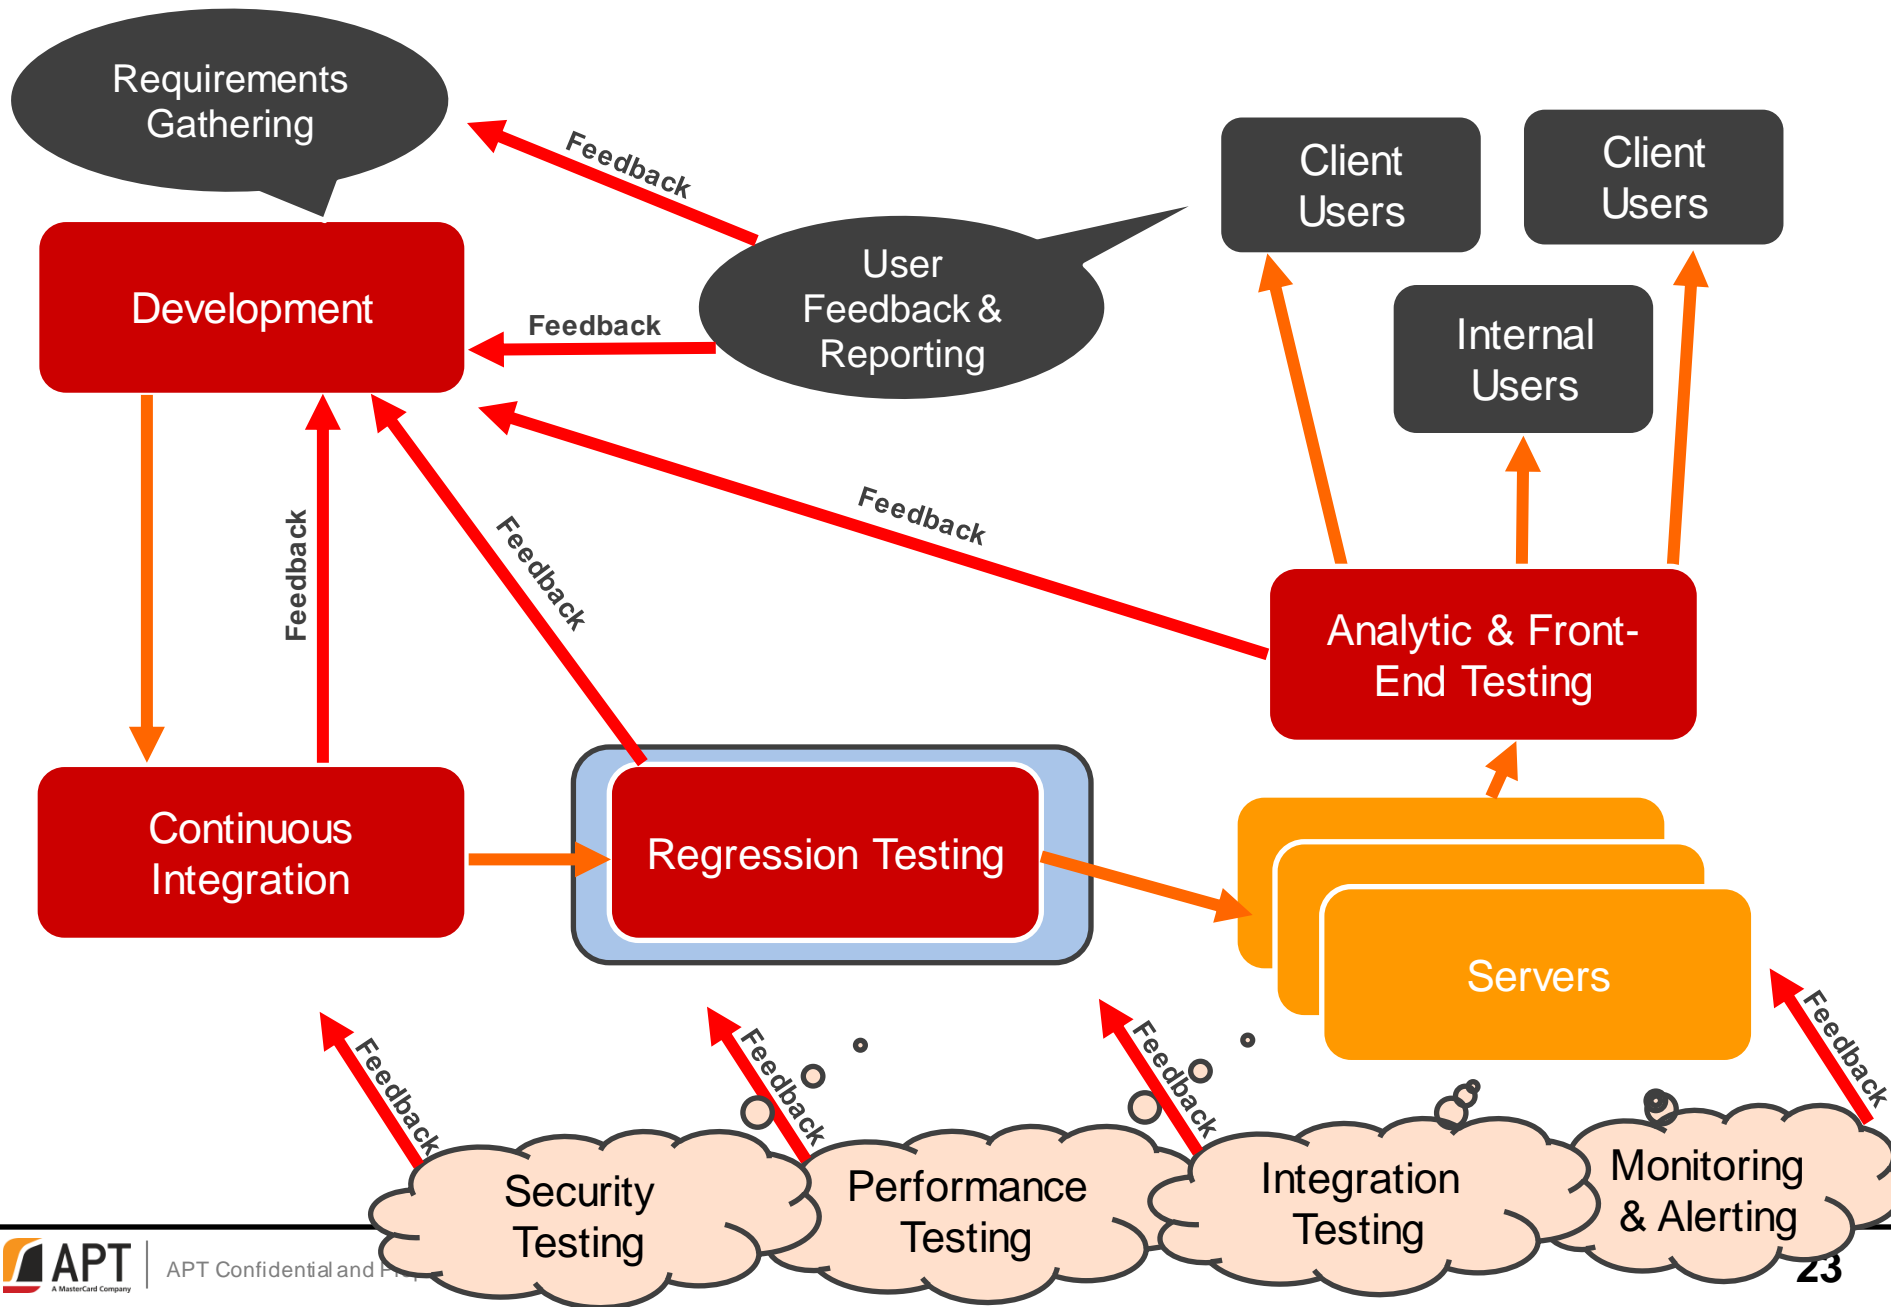 Requirements
Gathering
Feedback
Client
Users
Client
Users
Development
User
Feedback &
Reporting
Feedback
Internal
Users
Feedback
Feedback
Feedback
Analytic & Front-
End Testing
Continuous
Integration
Regression Testing
Servers
Feedback
Feedback
Feedback
Feedback
Security
Testing
Performance
Testing
Integration
Testing
Monitoring
& Alerting
APT
A MasterCard Company
APT Confidential and
23